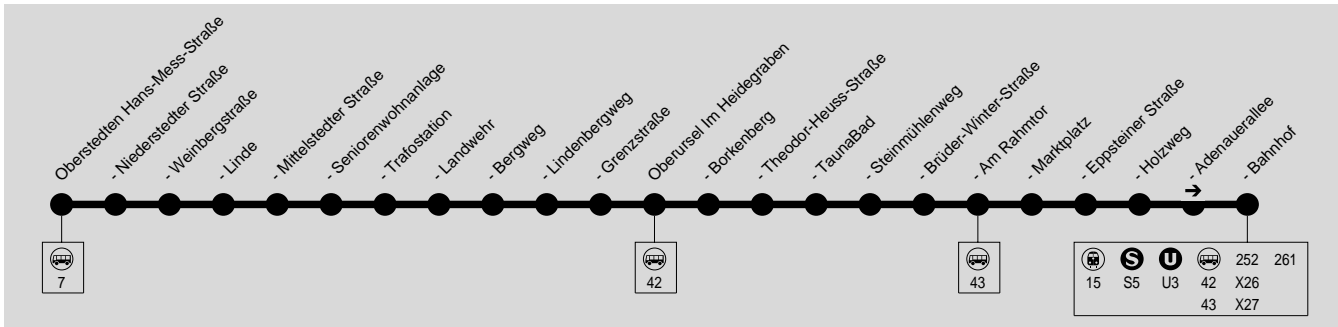 Oberstedten Hans-Mess-Straße
- Niederstedter Straße
- Weinbergstraße
- Linde
- Mittelstedter Straße
- Seniorenwohnanlage
- Trafostation
- Landwehr
- Bergweg
- Lindenbergweg
- Grenzstraße
Oberursel Im Heidegraben
- Borkenberg
- Theodor-Heuss-Straße
- TaunaBad
- Steinmühlenweg
- Brüder-Winter-Straße
- Am Rahmtor
- Marktplatz
- Eppsteiner Straße
- Holzweg
- Adenauerallee
- Bahnhof
➔
7
42
43
S U 252 261
15 S5 U3 42 X26
43 X27